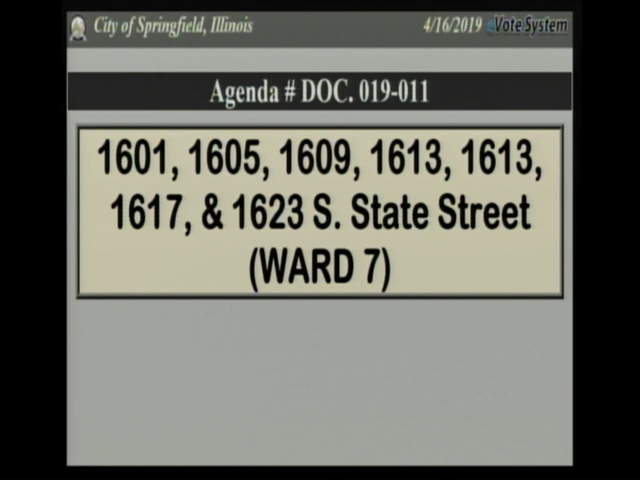 City of Springfield, Illinois 4/16/2019 eVote System
Agenda # DOC. 019-011
1601, 1605, 1609, 1613, 1613,
1617, & 1623 S. State Street
(WARD 7)